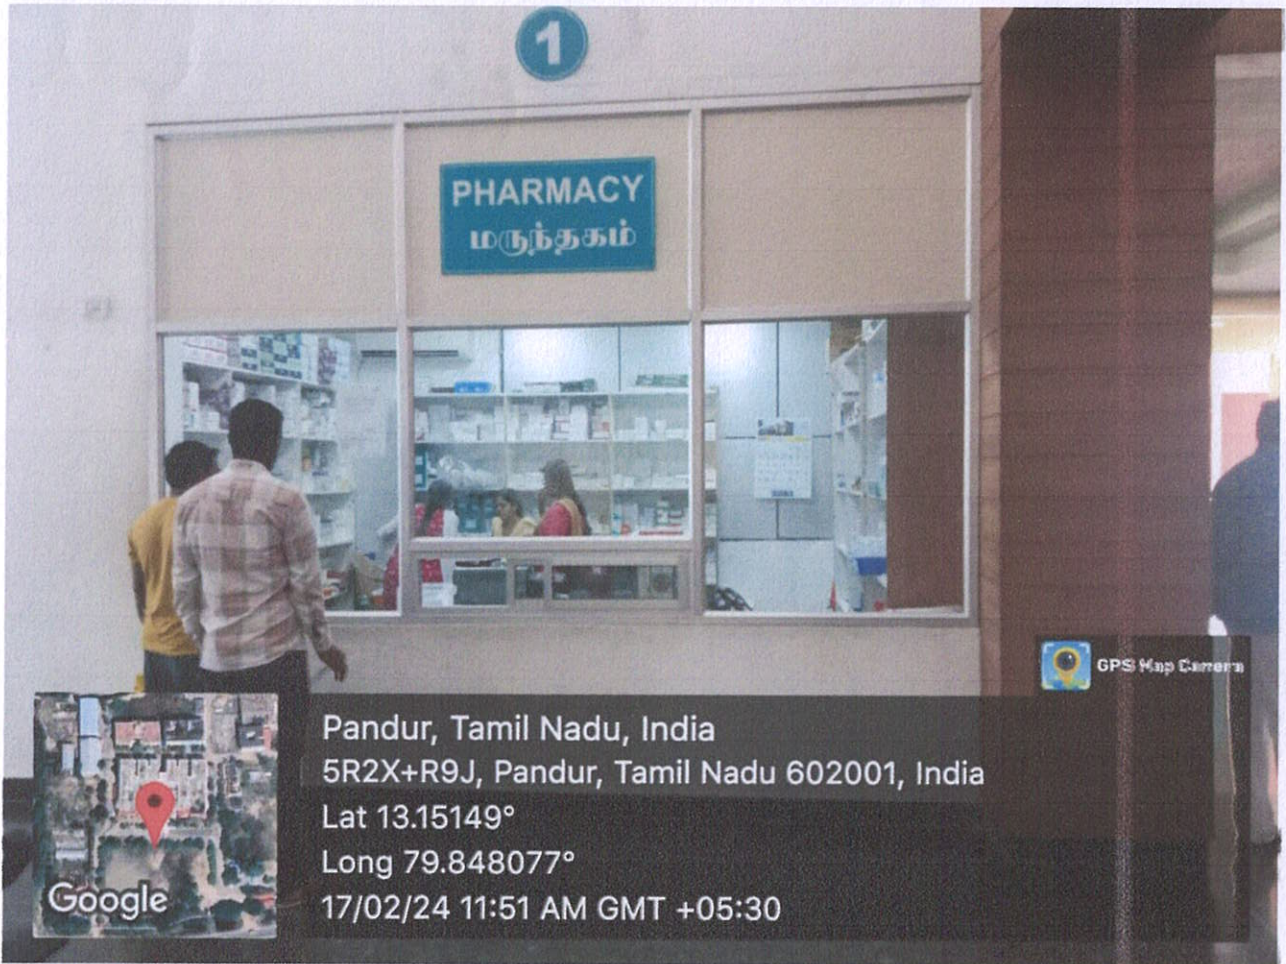 1
PHARMACY
மருந்தகம்
GPS Map Camera
Pandur, Tamil Nadu, India
5R2X+R9J, Pandur, Tamil Nadu 602001, India
Lat 13.15149°
Long 79.848077°
17/02/24 11:51 AM GMT +05:30
Google